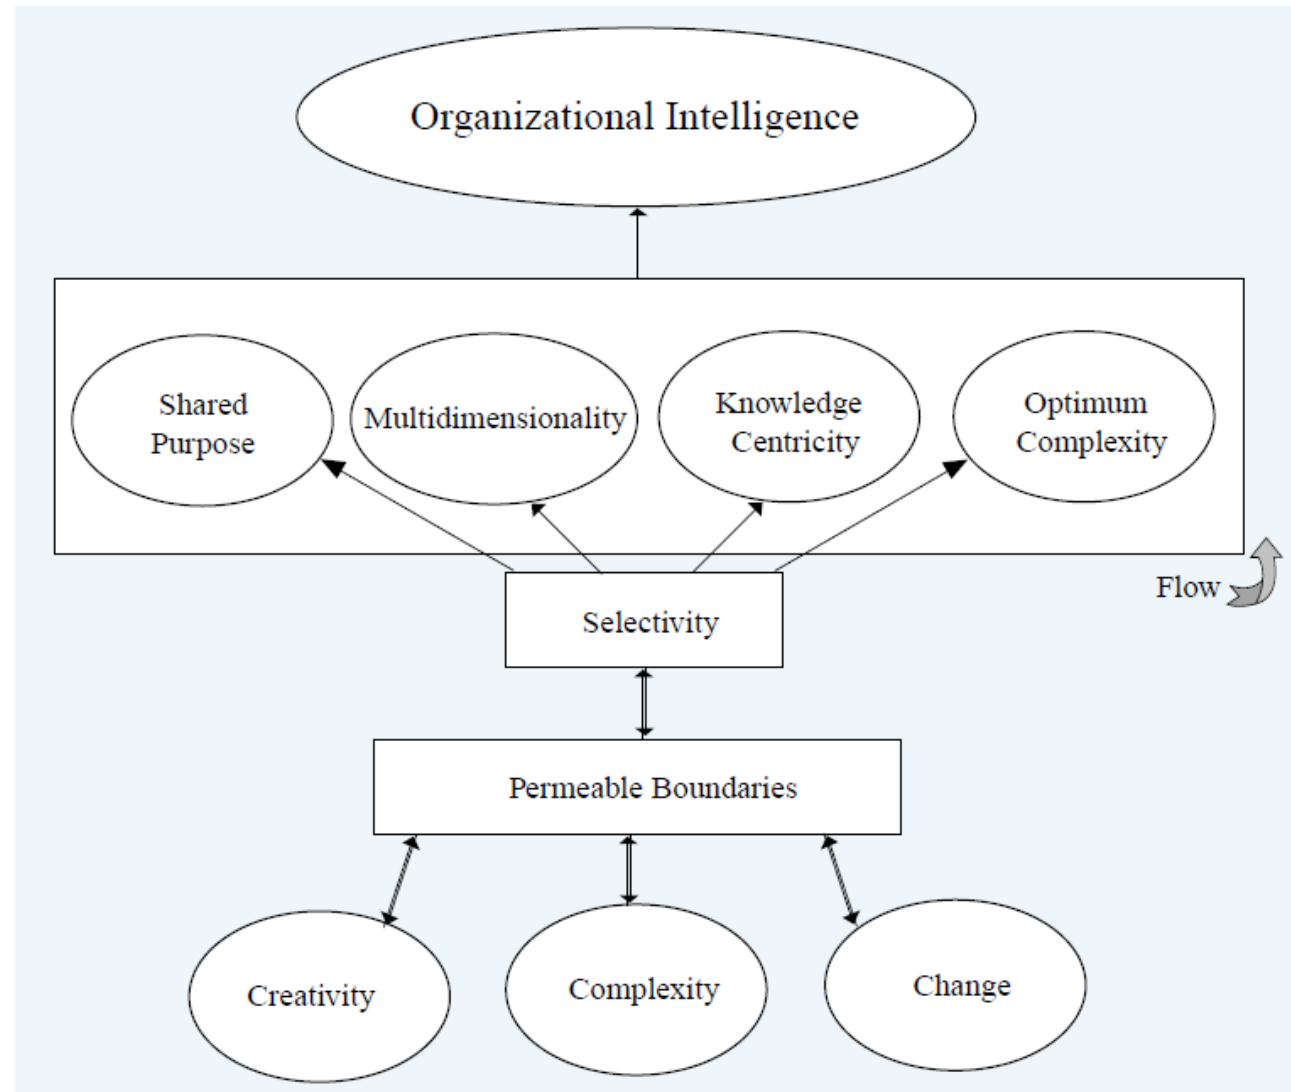 Organizational Intelligence
Shared
Purpose
Multidimensionality
Knowledge
Centricity
Optimum
Complexity
Flow
Selectivity
Permeable Boundaries
Creativity
Complexity
Change